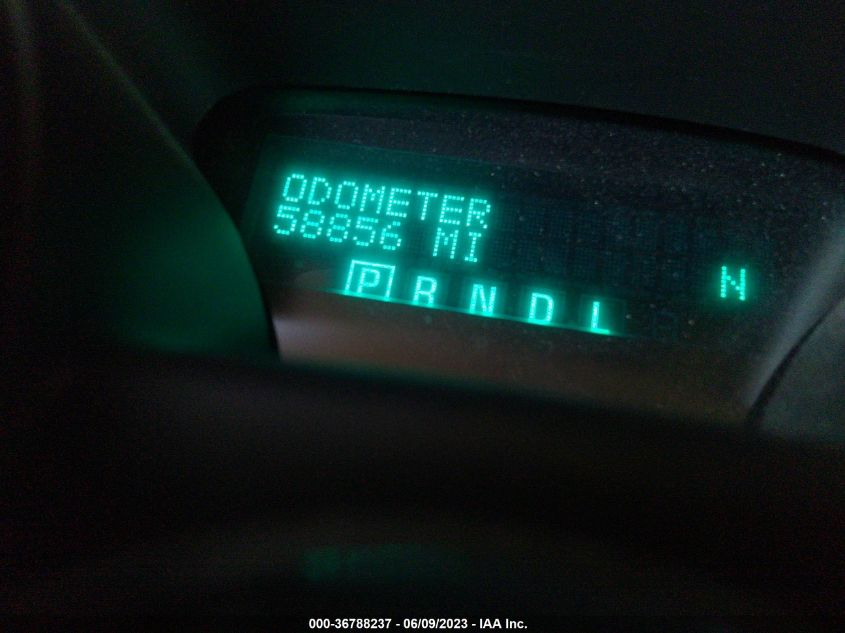 ODOMETER
58856 MI
P R N D L
N
000-36788237 - 06/09/2023 - IAA Inc.